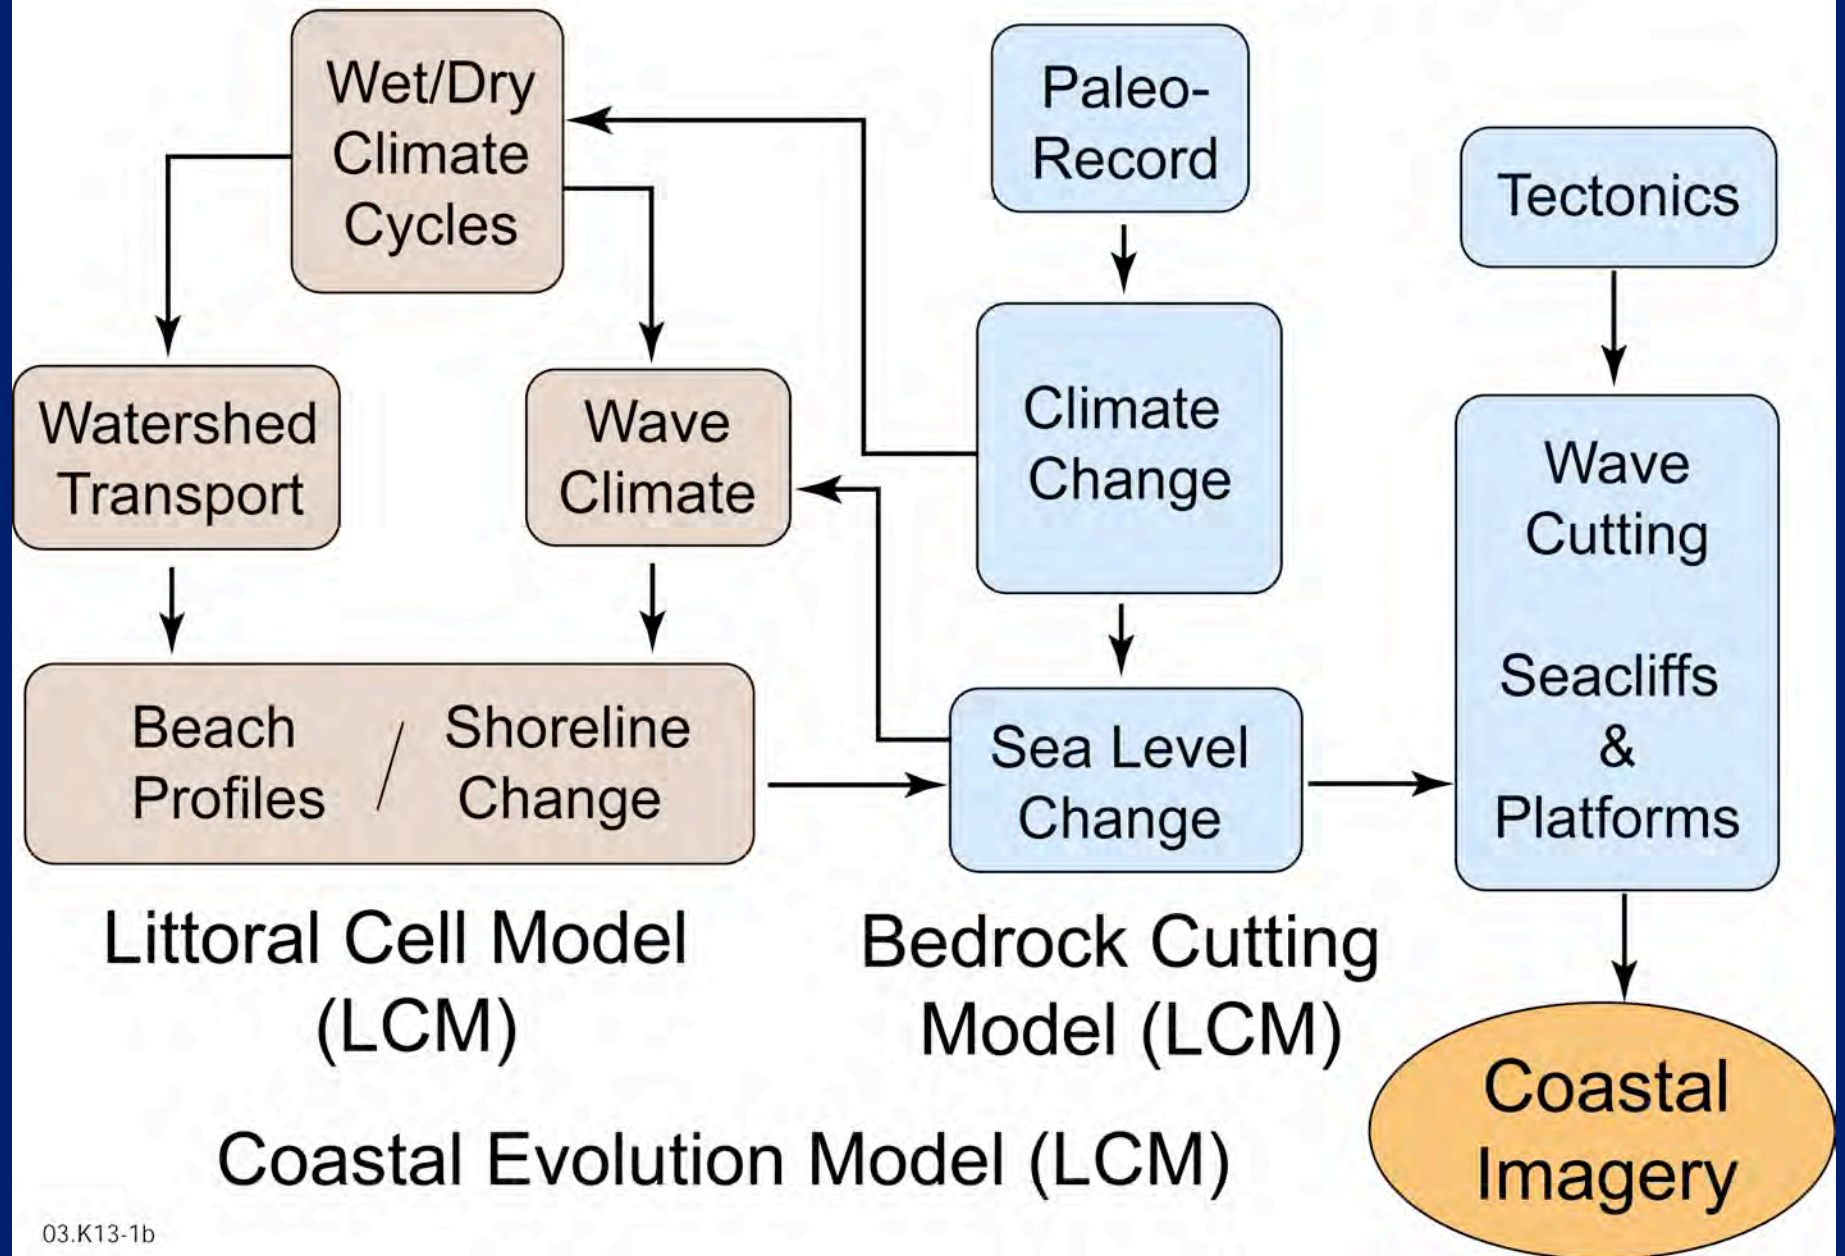 Wet/Dry
Climate
Cycles
Paleo-
Record
Tectonics
Watershed
Transport
Wave
Climate
Climate
Change
Wave
Cutting
Seacliffs
&
Platforms
Beach
Profiles
/
Shoreline
Change
Sea Level
Change
Littoral Cell Model
(LCM)
Bedrock Cutting
Model (LCM)
Coastal Evolution Model (LCM)
Coastal
Imagery
03.K13-1b